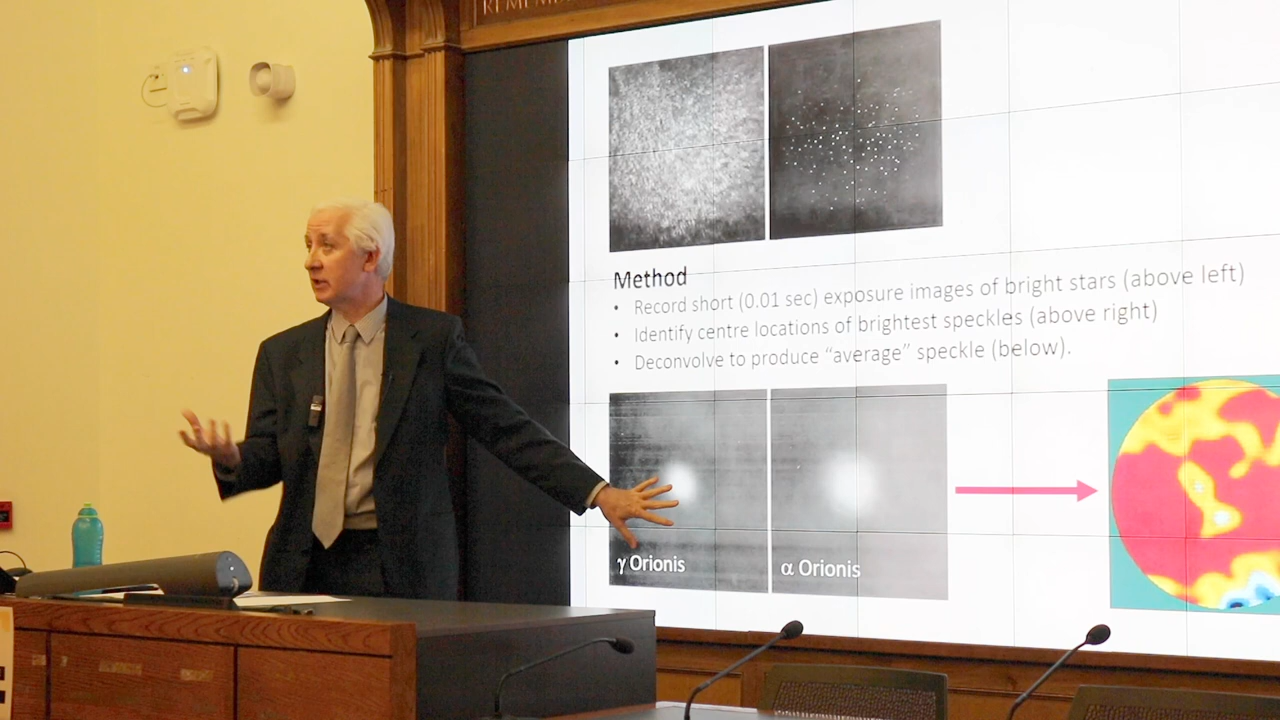 Method
• Record short (0.01 sec) exposure images of bright stars (above left)
• Identify centre locations of brightest speckles (above right)
• Deconvolve to produce “average” speckle (below).
γ Orionis
α Orionis